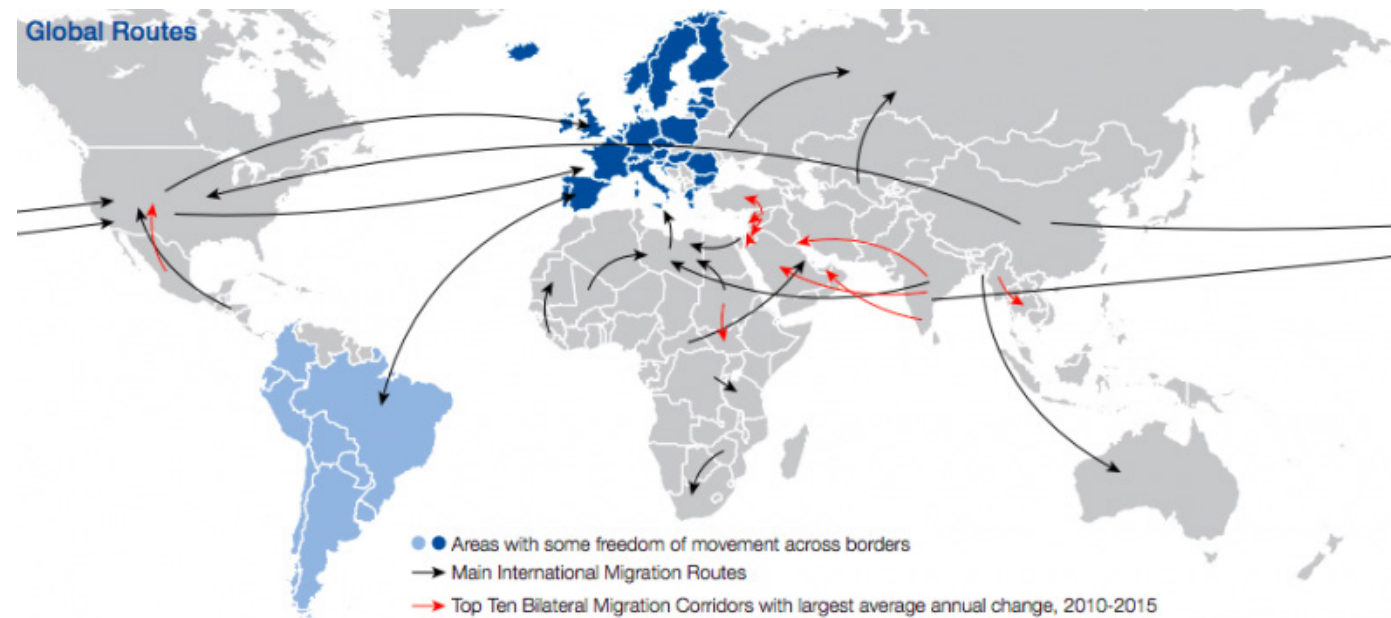 Global Routes
Areas with some freedom of movement across borders
Main International Migration Routes
Top Ten Bilateral Migration Corridors with largest average annual change, 2010-2015